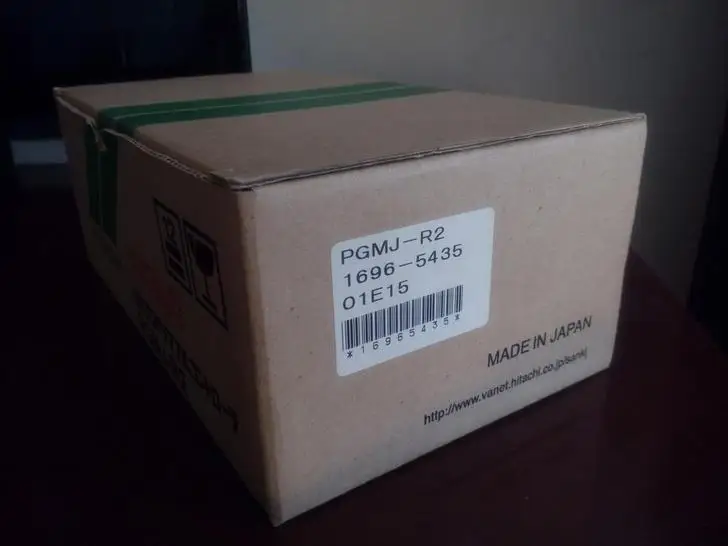 PGMJ-R2
1696-5435
01E15
*16965435*
MADE IN JAPAN
http://www.vanet.hitachi.co.jp/sanki